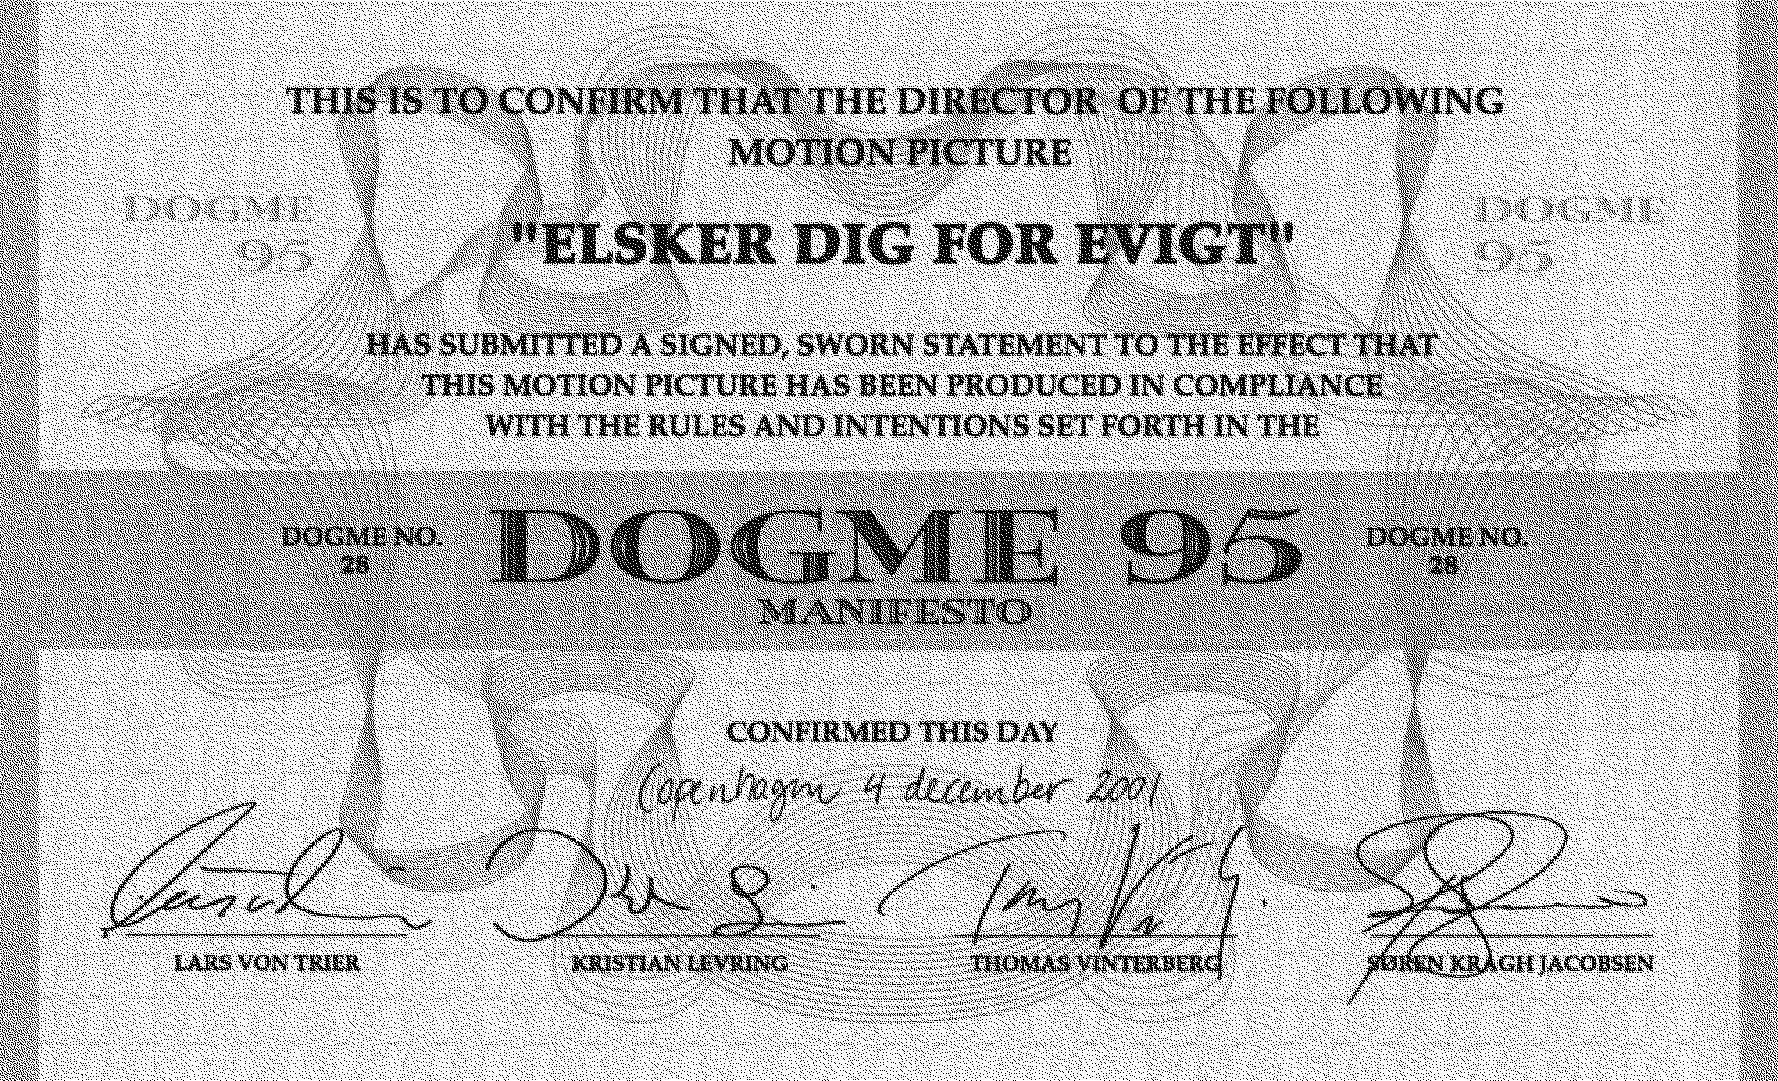 THIS IS TO CONFIRM THAT THE DIRECTOR OF THE FOLLOWING
MOTION PICTURE
DOGME
95
"ELSKER DIG FOR EVIGT"
DOGME
95
HAS SUBMITTED A SIGNED, SWORN STATEMENT TO THE EFFECT THAT
THIS MOTION PICTURE HAS BEEN PRODUCED IN COMPLIANCE
WITH THE RULES AND INTENTIONS SET FORTH IN THE
DOGME NO.
28
DOGME 95
MANIFESTO
DOGME NO.
28
CONFIRMED THIS DAY
Copenhagen 4 december 2001
LARS VON TRIER
KRISTIAN LEVRING
THOMAS VINTERBERG
SØREN KRAGH JACOBSEN